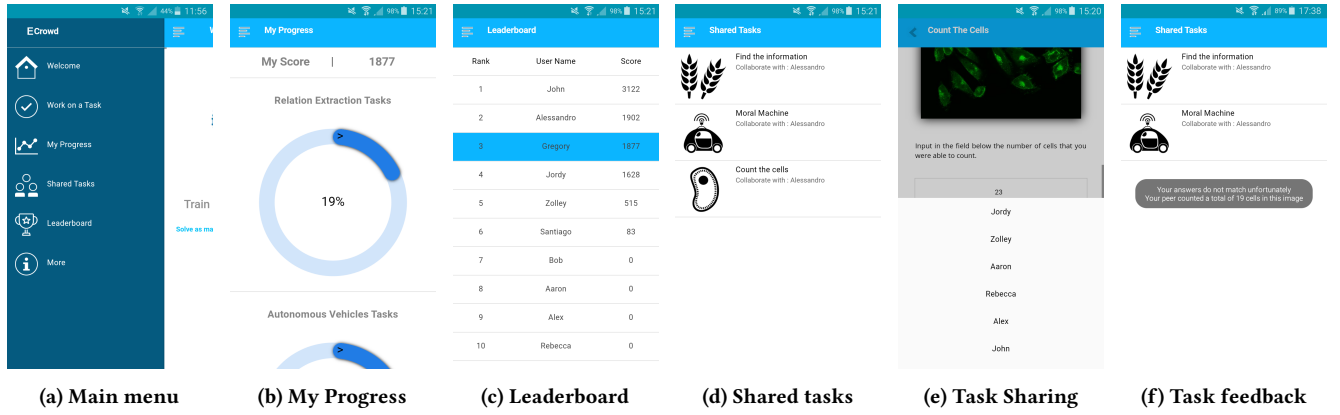 44% 11:56
ECrowd
Welcome
Work on a Task
My Progress
Shared Tasks
Leaderboard
More
W
Train
Solve as ma
(a) Main menu
98% 15:21
My Progress
My Score | 1877
Relation Extraction Tasks
>
19%
Autonomous Vehicles Tasks
>
(b) My Progress
98% 15:21
Leaderboard
Rank User Name Score
1 John 3122
2 Alessandro 1902
3 Gregory 1877
4 Jordy 1628
5 Zolley 515
6 Santiago 83
7 Bob 0
8 Aaron 0
9 Alex 0
10 Rebecca 0
(c) Leaderboard
98% 15:21
Shared Tasks
Find the information
Collaborate with : Alessandro
Moral Machine
Collaborate with : Alessandro
Count the cells
Collaborate with : Alessandro
(d) Shared tasks
98% 15:20
Count The Cells
Input in the field below the number of cells that you
were able to count.
23
Jordy
Zolley
Aaron
Rebecca
Alex
John
(e) Task Sharing
89% 17:38
Shared Tasks
Find the information
Collaborate with : Alessandro
Moral Machine
Collaborate with : Alessandro
Your answers do not match unfortunately
Your peer counted a total of 19 cells in this image
(f) Task feedback